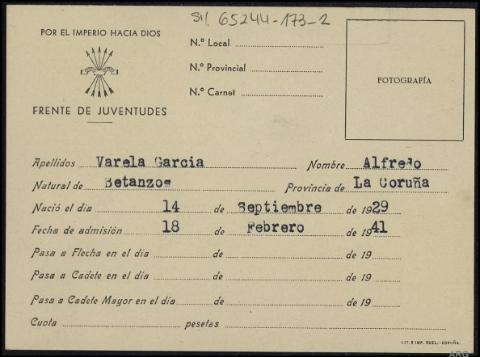 Sig. 65244-173-2
POR EL IMPERIO HACIA DIOS
N.º Local
N.º Provincial
N.º Carnet
FOTOGRAFÍA
FRENTE DE JUVENTUDES
Apellidos Varela Garcia Nombre Alfredo
Natural de Betanzos Provincia de La Coruña
Nació el día 14 de Septiembre de 1929
Fecha de admisión 18 de Febrero de 1941
Pasa a Flecha en el día de de 19
Pasa a Cadete en el día de de 19
Pasa a Cadete Mayor en el día de de 19
Cuota pesetas
ARG